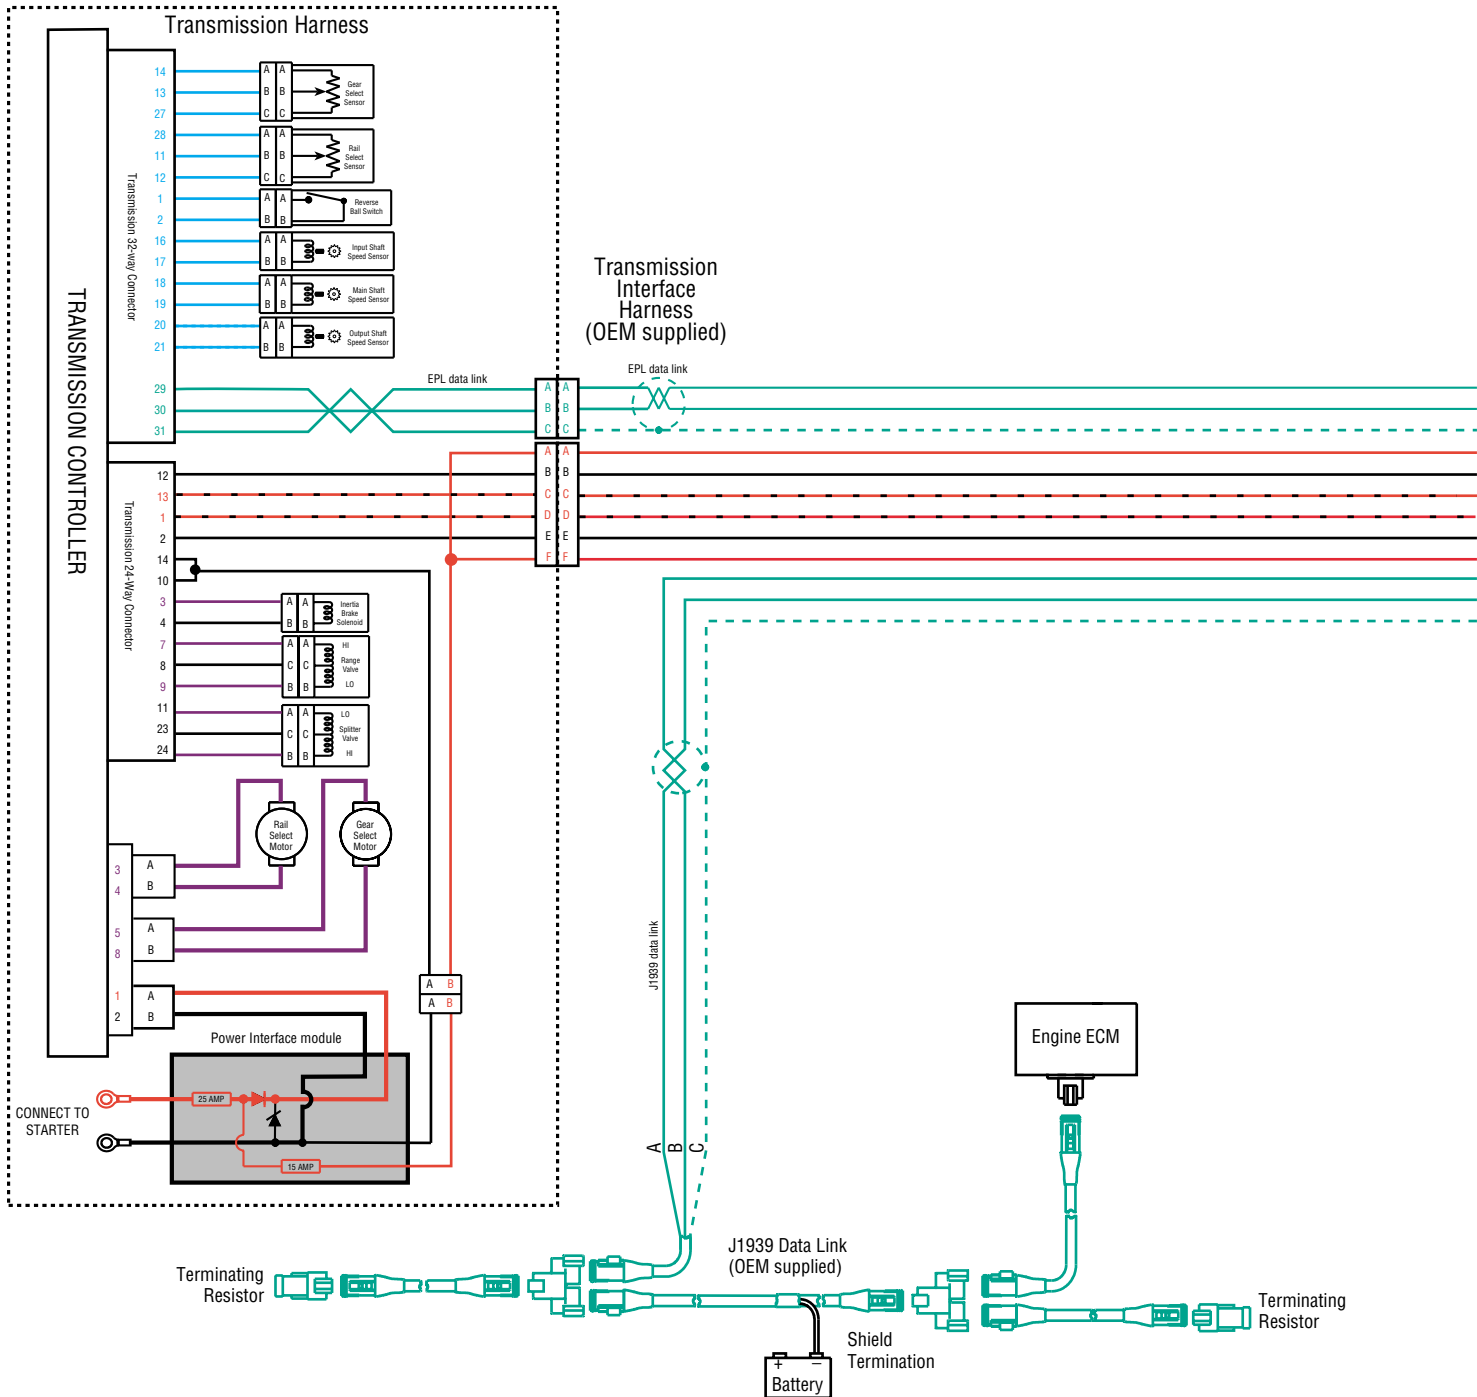 Transmission Harness
TRANSMISSION CONTROLLER
Transmission 32-way Connector
14 A A
13 B B
27 C C
Gear
Select
Sensor
28 A A
11 B B
12 C C
Rail
Select
Sensor
1 A A
2 B B
Reverse
Ball Switch
16 A A
17 B B
Input Shaft
Speed Sensor
18 A A
19 B B
Main Shaft
Speed Sensor
20 A A
21 B B
Output Shaft
Speed Sensor
Transmission
Interface
Harness
(OEM supplied)
29 EPL data link A A EPL data link
30 B B
31 C C
Transmission 24-Way Connector
A A
12 B B
13 C C
1 D D
2 E E
14 F F
10
3 A A
4 B B
Inertia
Brake
Solenoid
7 A A
8 C C
9 B B
HI
Range
Valve
LO
11 A A
23 C C
24 B B
LO
Splitter
Valve
HI
Rail
Select
Motor
Gear
Select
Motor
3 A
4 B
5 A
8 B
1 A
2 B
A B
A B
Power Interface module
25 AMP
15 AMP
CONNECT TO
STARTER
J1939 data link
A B C
Engine ECM
J1939 Data Link
(OEM supplied)
Terminating
Resistor
Terminating
Resistor
Shield
Termination
+ −
Battery